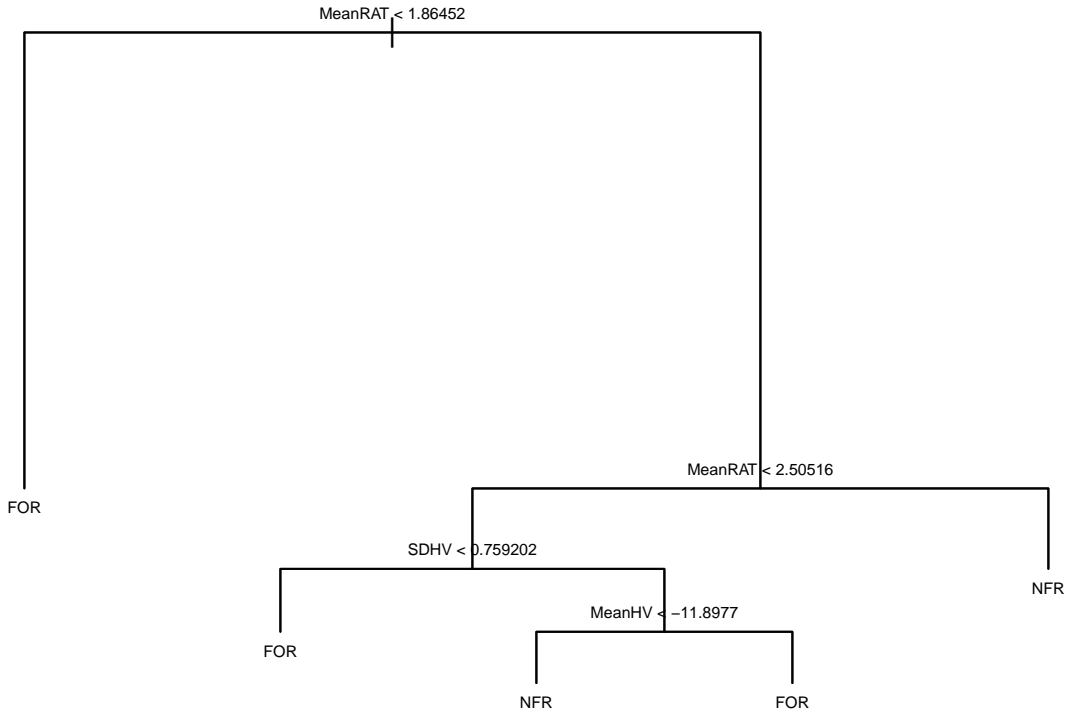 MeanRAT < 1.86452
MeanRAT < 2.50516
FOR
SDHV < 0.759202
NFR
MeanHV < −11.8977
FOR
NFR
FOR